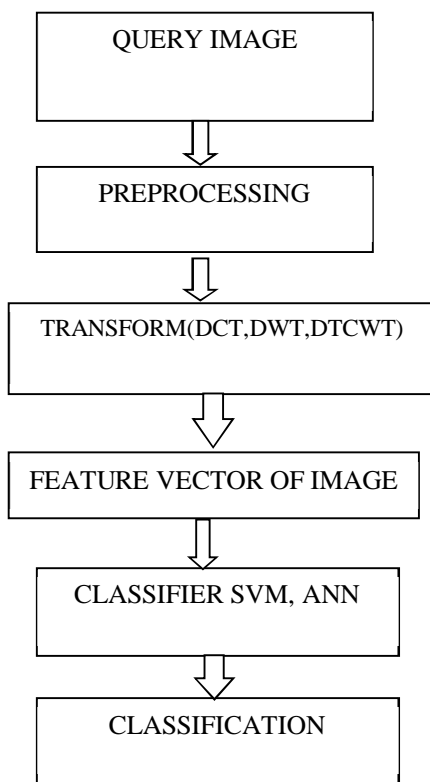 QUERY IMAGE
PREPROCESSING
TRANSFORM(DCT,DWT,DTCWT)
FEATURE VECTOR OF IMAGE
CLASSIFIER SVM, ANN
CLASSIFICATION